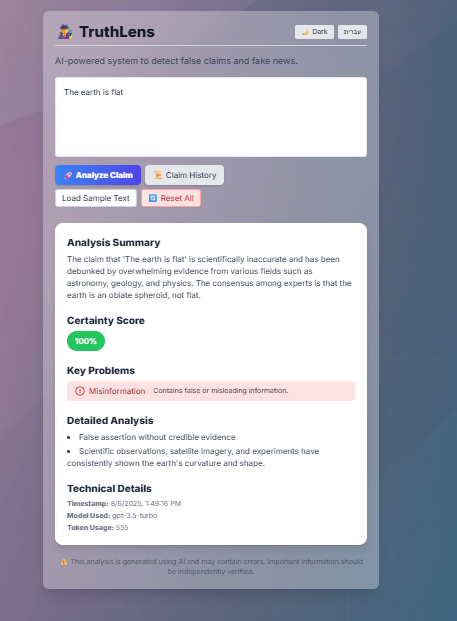 TruthLens
Dark
עברית
AI-powered system to detect false claims and fake news.
The earth is flat
Analyze Claim
Claim History
Load Sample Text
Reset All
Analysis Summary
The claim that 'The earth is flat' is scientifically inaccurate and has been
debunked by overwhelming evidence from various fields such as
astronomy, geology, and physics. The consensus among experts is that the
earth is an oblate spheroid, not flat.
Certainty Score
100%
Key Problems
Misinformation Contains false or misleading information.
Detailed Analysis
• False assertion without credible evidence
• Scientific observations, satellite imagery, and experiments have
consistently shown the earth's curvature and shape.
Technical Details
Timestamp: 8/6/2025, PM
Model Used: gpt-3.5-turbo
Token Usage: 555
This analysis is generated using AI and may contain errors. Important information should
be independently verified.